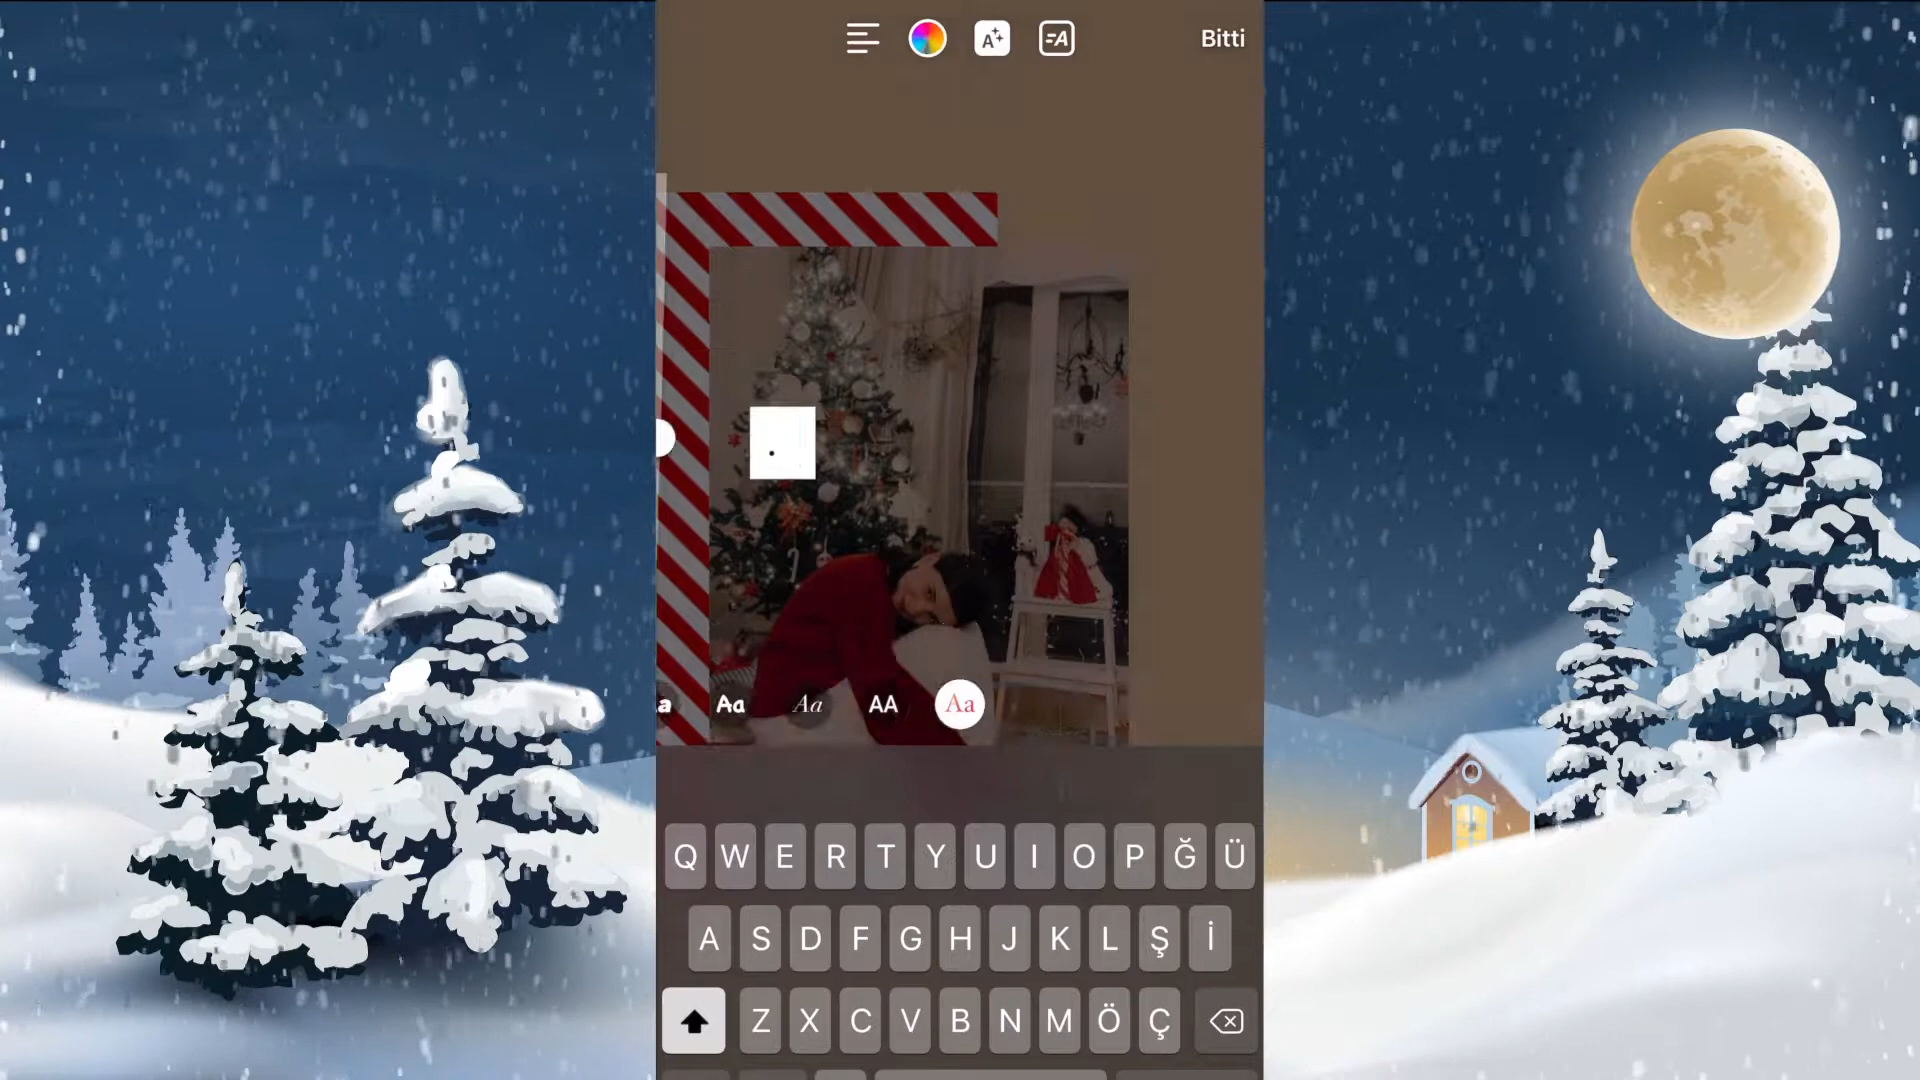 A Bitti
A
.
a Aa Aa AA Aa
Q W E R T Y U I O P Ğ Ü
A S D F G H J K L Ş İ
Z X C V B N M Ö Ç